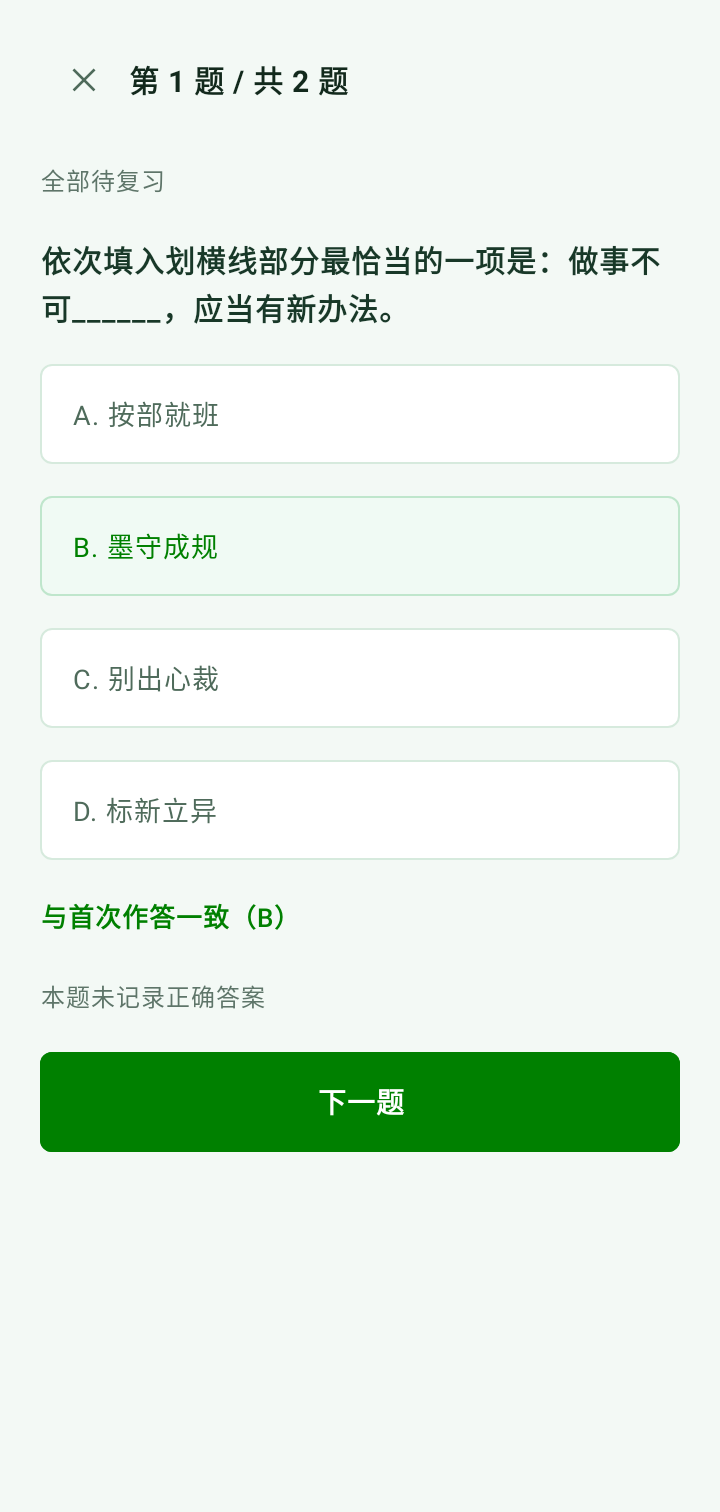 第 1 题 / 共 2 题
全部待复习
依次填入划横线部分最恰当的一项是：做事不
可______，应当有新办法。
A. 按部就班
B. 墨守成规
C. 别出心裁
D. 标新立异
与首次作答一致（B）
本题未记录正确答案
下一题